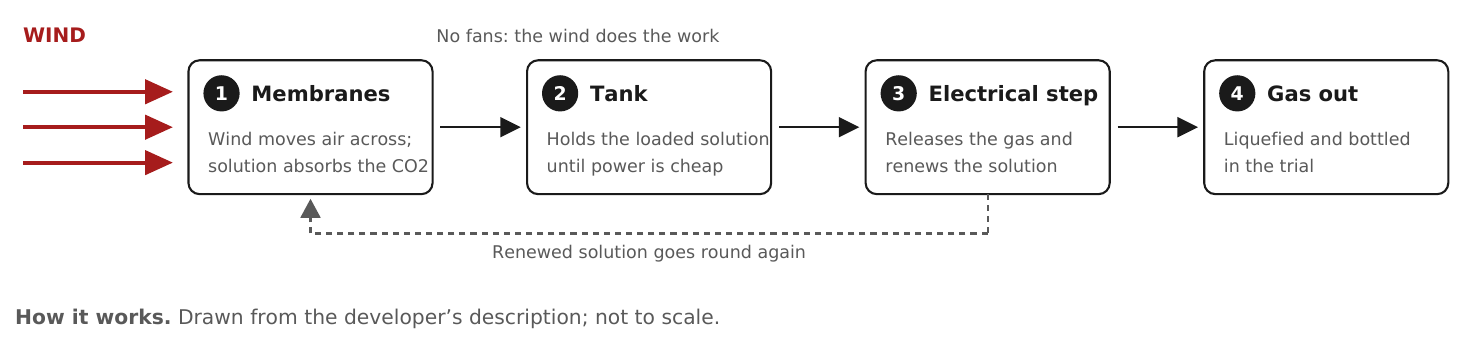 WIND
No fans: the wind does the work
1 Membranes
Wind moves air across;
solution absorbs the CO2
2 Tank
Holds the loaded solution
until power is cheap
3 Electrical step
Releases the gas and
renews the solution
4 Gas out
Liquefied and bottled
in the trial
Renewed solution goes round again
How it works. Drawn from the developer’s description; not to scale.